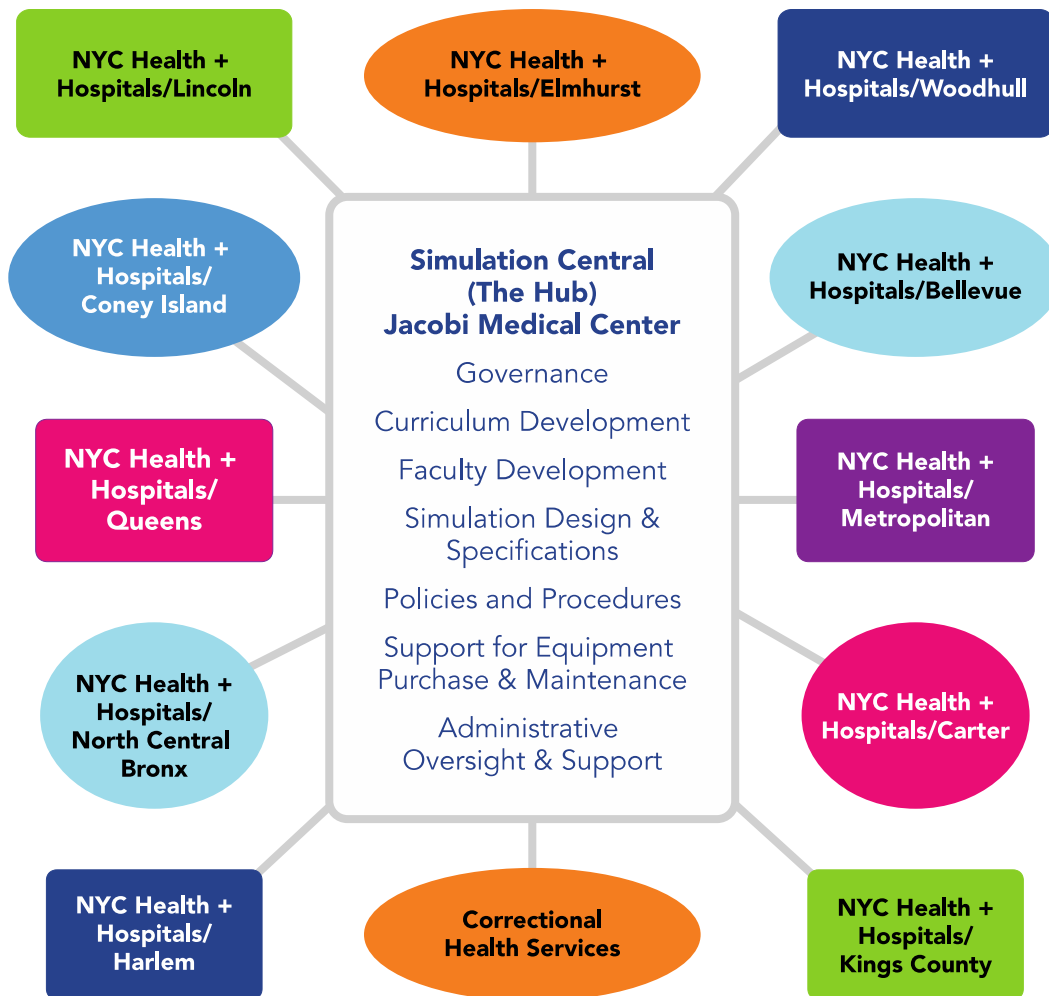 NYC Health +
Hospitals/Lincoln
NYC Health +
Hospitals/Elmhurst
NYC Health +
Hospitals/Woodhull
NYC Health +
Hospitals/
Coney Island
Simulation Central
(The Hub)
Jacobi Medical Center
Governance
Curriculum Development
Faculty Development
Simulation Design &
Specifications
Policies and Procedures
Support for Equipment
Purchase & Maintenance
Administrative
Oversight & Support
NYC Health +
Hospitals/Bellevue
NYC Health +
Hospitals/
Queens
NYC Health +
Hospitals/
Metropolitan
NYC Health +
Hospitals/
North Central
Bronx
NYC Health +
Hospitals/Carter
NYC Health +
Hospitals/
Harlem
Correctional
Health Services
NYC Health +
Hospitals/
Kings County